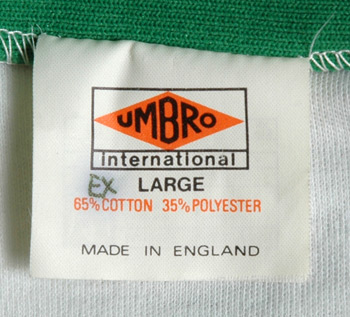 UMBRO
international
EX LARGE
65% COTTON 35% POLYESTER
MADE IN ENGLAND